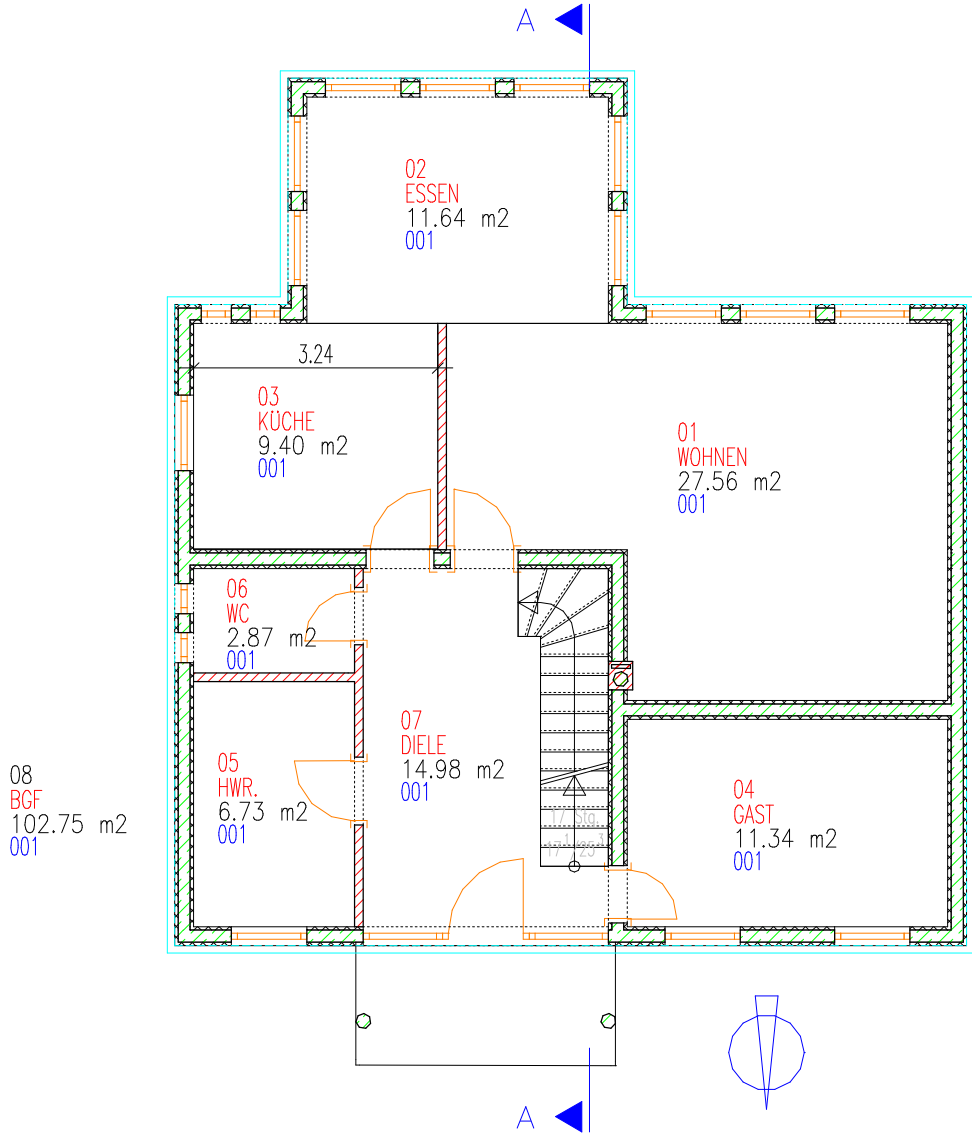 A
02
ESSEN
11.64 m2
001
3.24
03
KÜCHE
9.40 m2
001
01
WOHNEN
27.56 m2
001
06
WC
2.87 m2
001
07
DIELE
14.98 m2
001
05
HWR.
6.73 m2
001
08
BGF
102.75 m2
001
04
GAST
11.34 m2
001
17 Stg.
A